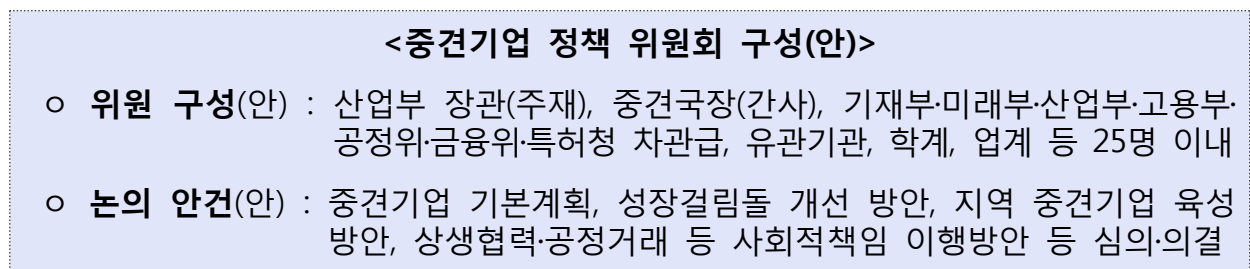 <중견기업 정책 위원회 구성(안)>
ㅇ 위원 구성(안) : 산업부 장관(주재), 중견국장(간사), 기재부·미래부·산업부·고용부·
공정위·금융위·특허청 차관급, 유관기관, 학계, 업계 등 25명 이내
ㅇ 논의 안건(안) : 중견기업 기본계획, 성장걸림돌 개선 방안, 지역 중견기업 육성
방안, 상생협력·공정거래 등 사회적책임 이행방안 등 심의·의결